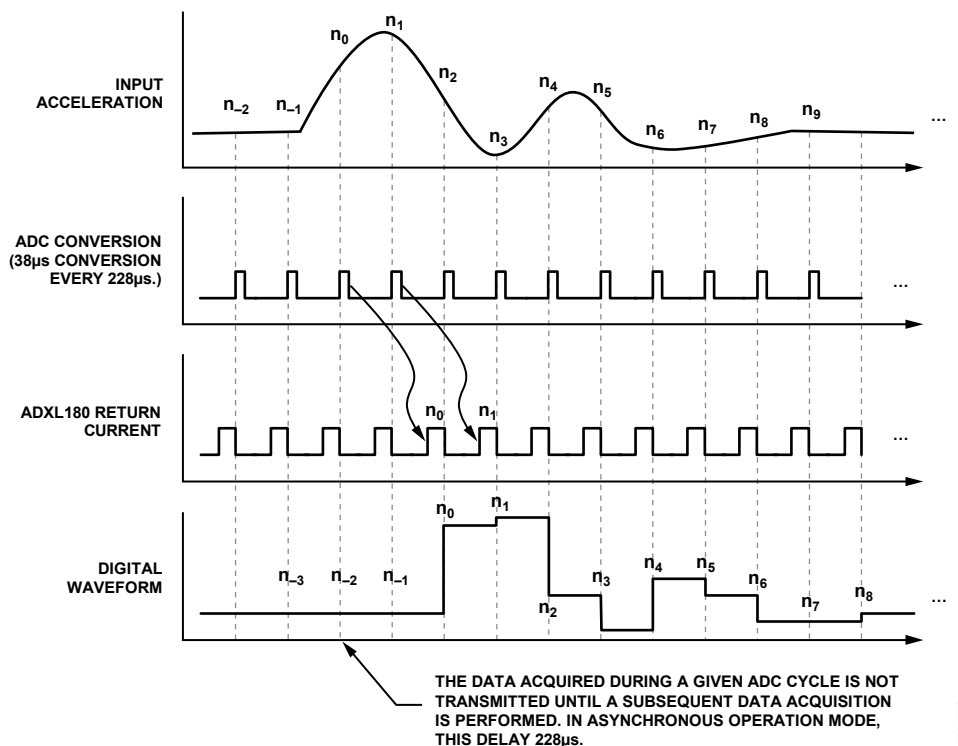 n₀
n₁
n₂
n₃
n₄
n₅
n₆
n₇
n₈
n₉
n₋₂
n₋₁
INPUT
ACCELERATION
...
ADC CONVERSION
(38µs CONVERSION
EVERY 228µs.)
...
ADXL180 RETURN
CURRENT
n₀
n₁
...
DIGITAL
WAVEFORM
n₋₃
n₋₂
n₋₁
n₀
n₁
n₂
n₃
n₄
n₅
n₆
n₇
n₈
...
THE DATA ACQUIRED DURING A GIVEN ADC CYCLE IS NOT
TRANSMITTED UNTIL A SUBSEQUENT DATA ACQUISITION
IS PERFORMED. IN ASYNCHRONOUS OPERATION MODE,
THIS DELAY 228µs.